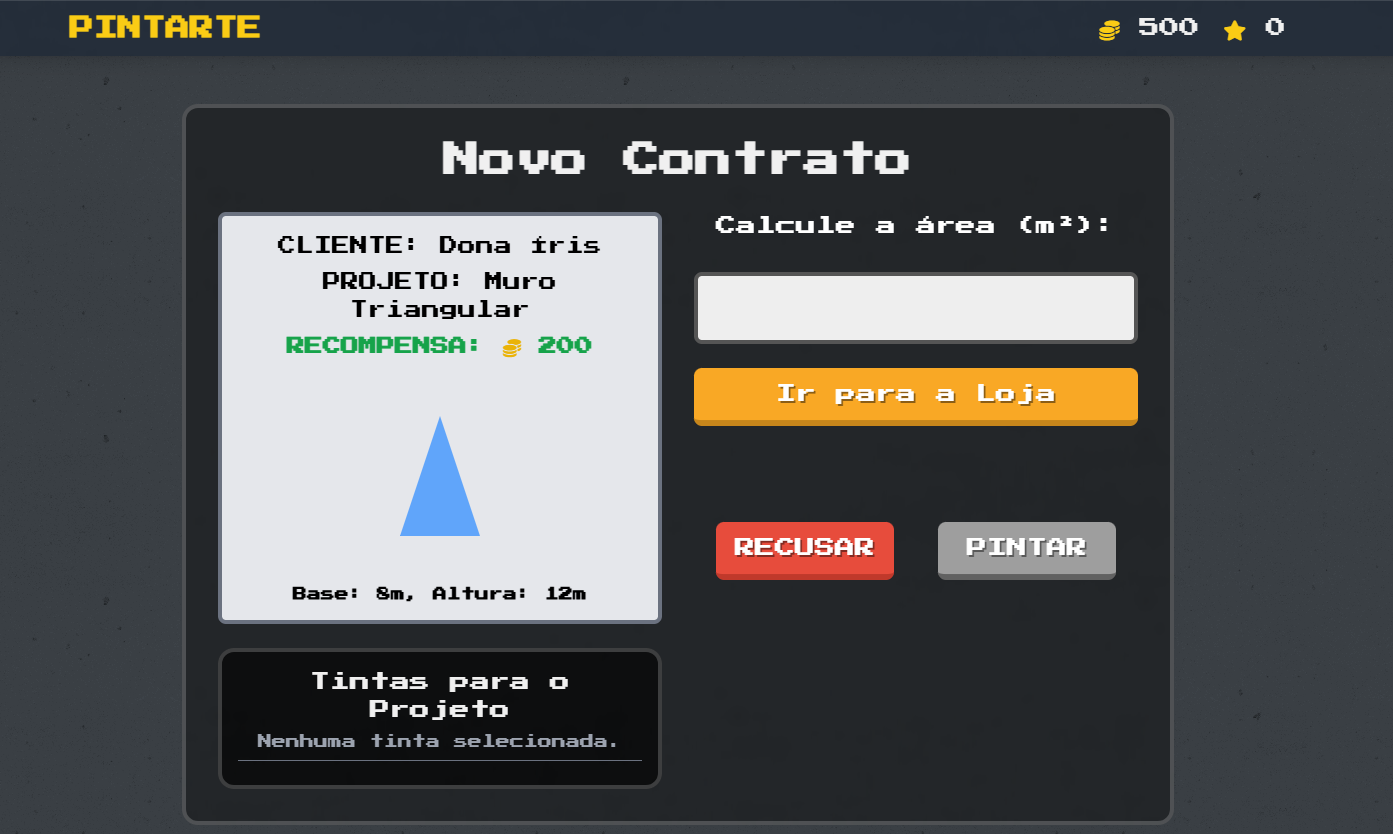 PINTARTE
500 0
Novo Contrato
CLIENTE: Dona Íris
PROJETO: Muro
Triangular
RECOMPENSA: 200
Base: 8m, Altura: 12m
Tintas para o
Projeto
Nenhuma tinta selecionada.
Calcule a área (m²):
Ir para a Loja
RECUSAR
PINTAR